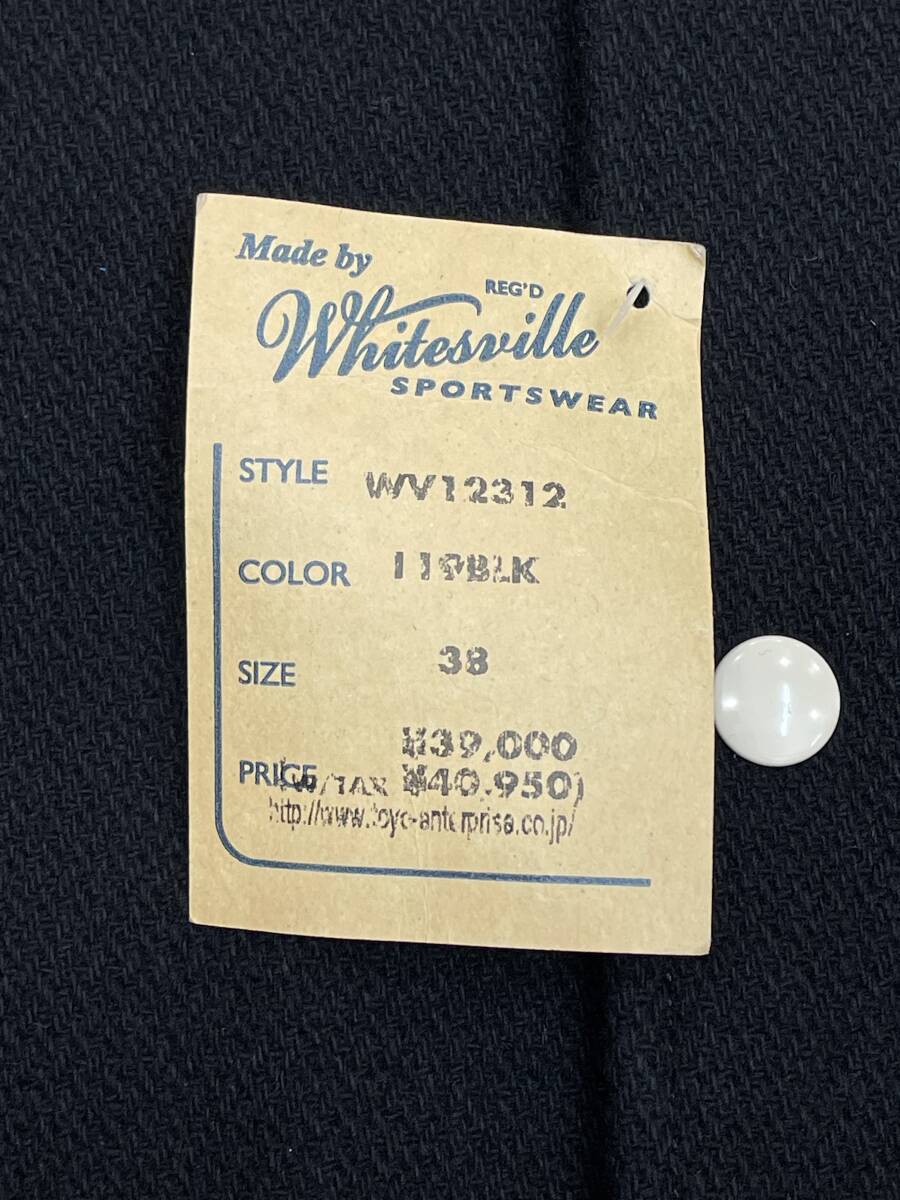 Made by
REG'D
Whitesville
SPORTSWEAR
STYLE WV12312
COLOR 119BLK
SIZE 38
¥39,000
PRICE (W/TAX ¥40,950)
http://www.toyo-enterprise.co.jp/